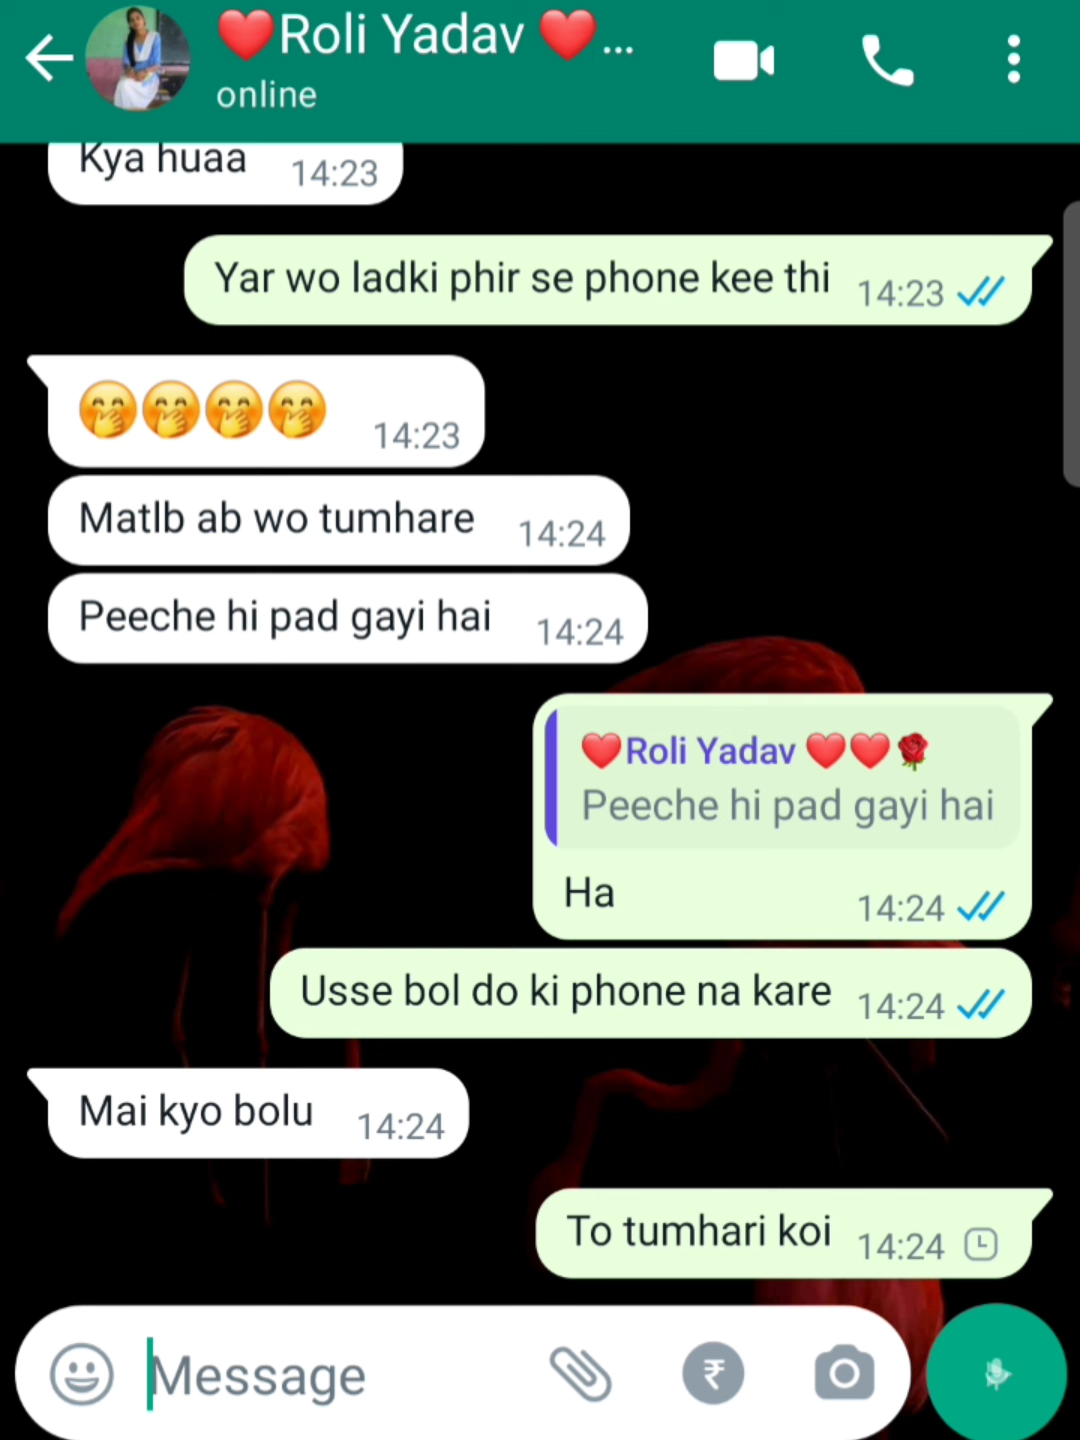 ❤️Roli Yadav ❤️...
online
Kya huaa 14:23
Yar wo ladki phir se phone kee thi 14:23
🤭🤭🤭🤭 14:23
Matlb ab wo tumhare 14:24
Peeche hi pad gayi hai 14:24
❤️Roli Yadav ❤️❤️🌹
Peeche hi pad gayi hai
Ha 14:24
Usse bol do ki phone na kare 14:24
Mai kyo bolu 14:24
To tumhari koi 14:24
Message
₹